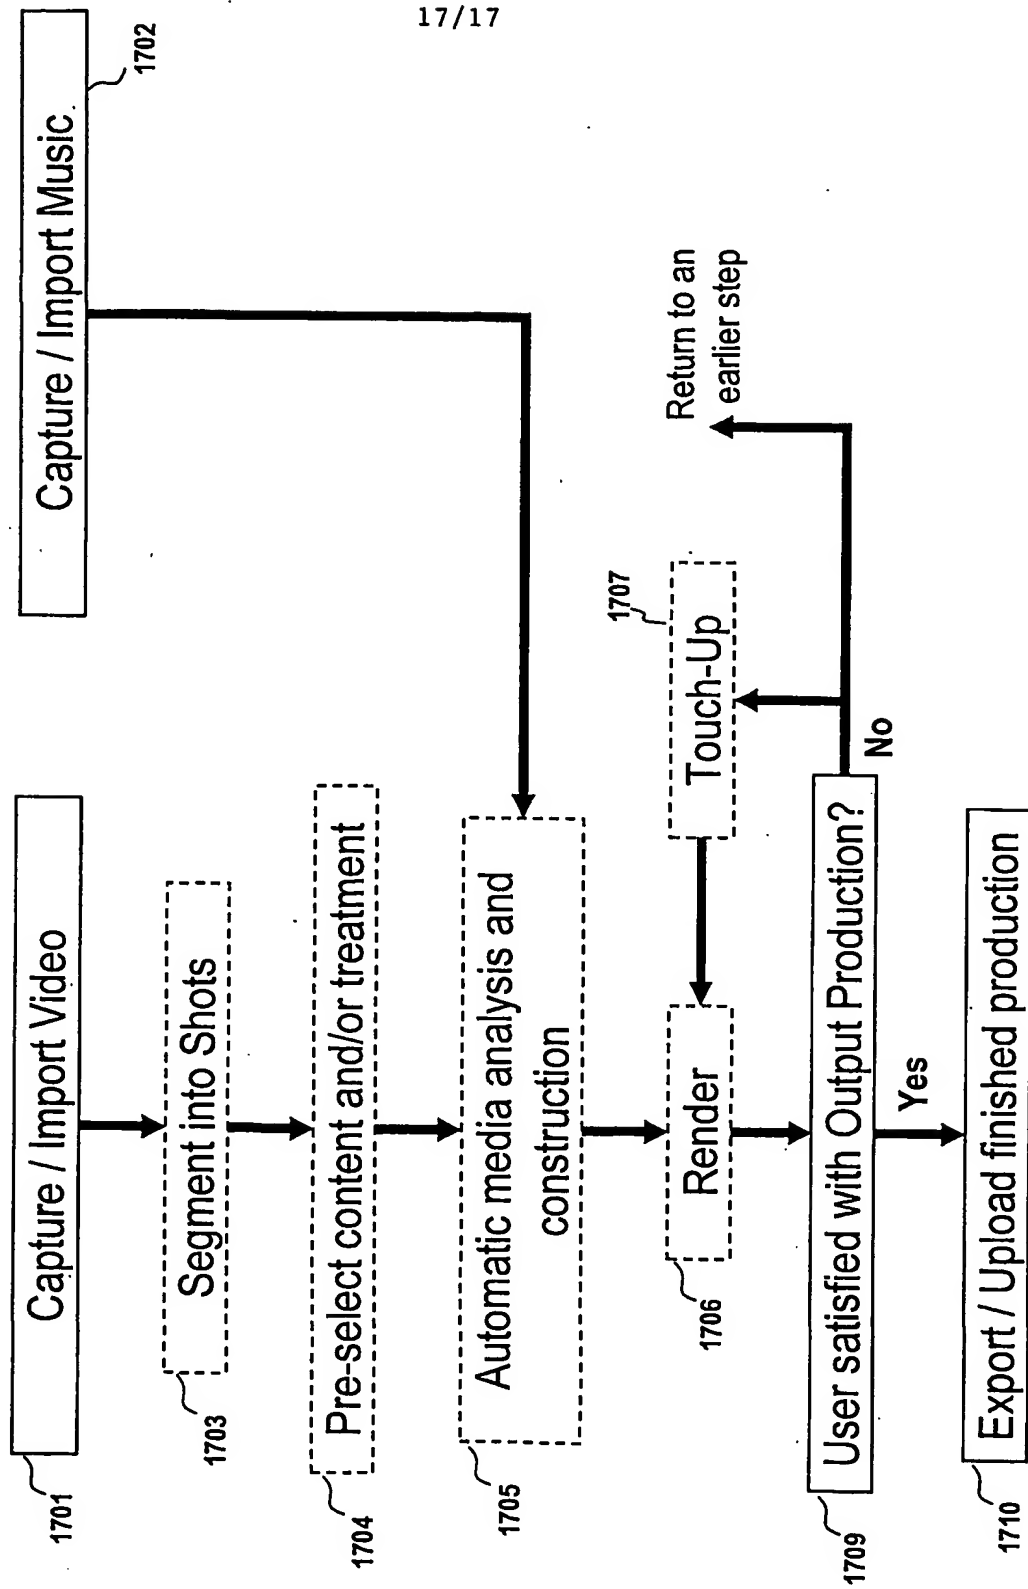 17/17
Capture / Import Video
1701
Capture / Import Music
1702
Segment into Shots
1703
Pre-select content and/or treatment
1704
Automatic media analysis and
construction
1705
Render
1706
Touch-Up
1707
Return to an
earlier step
User satisfied with Output Production?
1709
No
Yes
Export / Upload finished production
1710